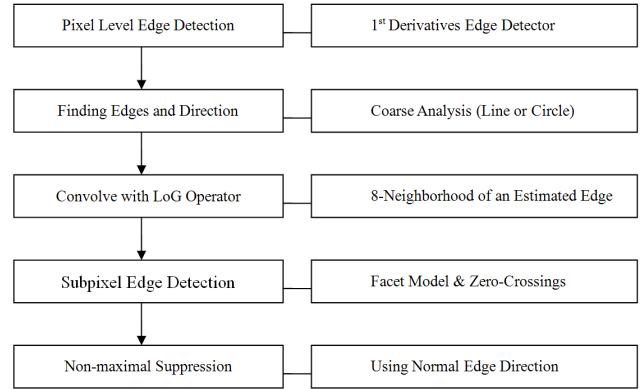 Pixel Level Edge Detection
1st Derivatives Edge Detector
Finding Edges and Direction
Coarse Analysis (Line or Circle)
Convolve with LoG Operator
8-Neighborhood of an Estimated Edge
Subpixel Edge Detection
Facet Model & Zero-Crossings
Non-maximal Suppression
Using Normal Edge Direction